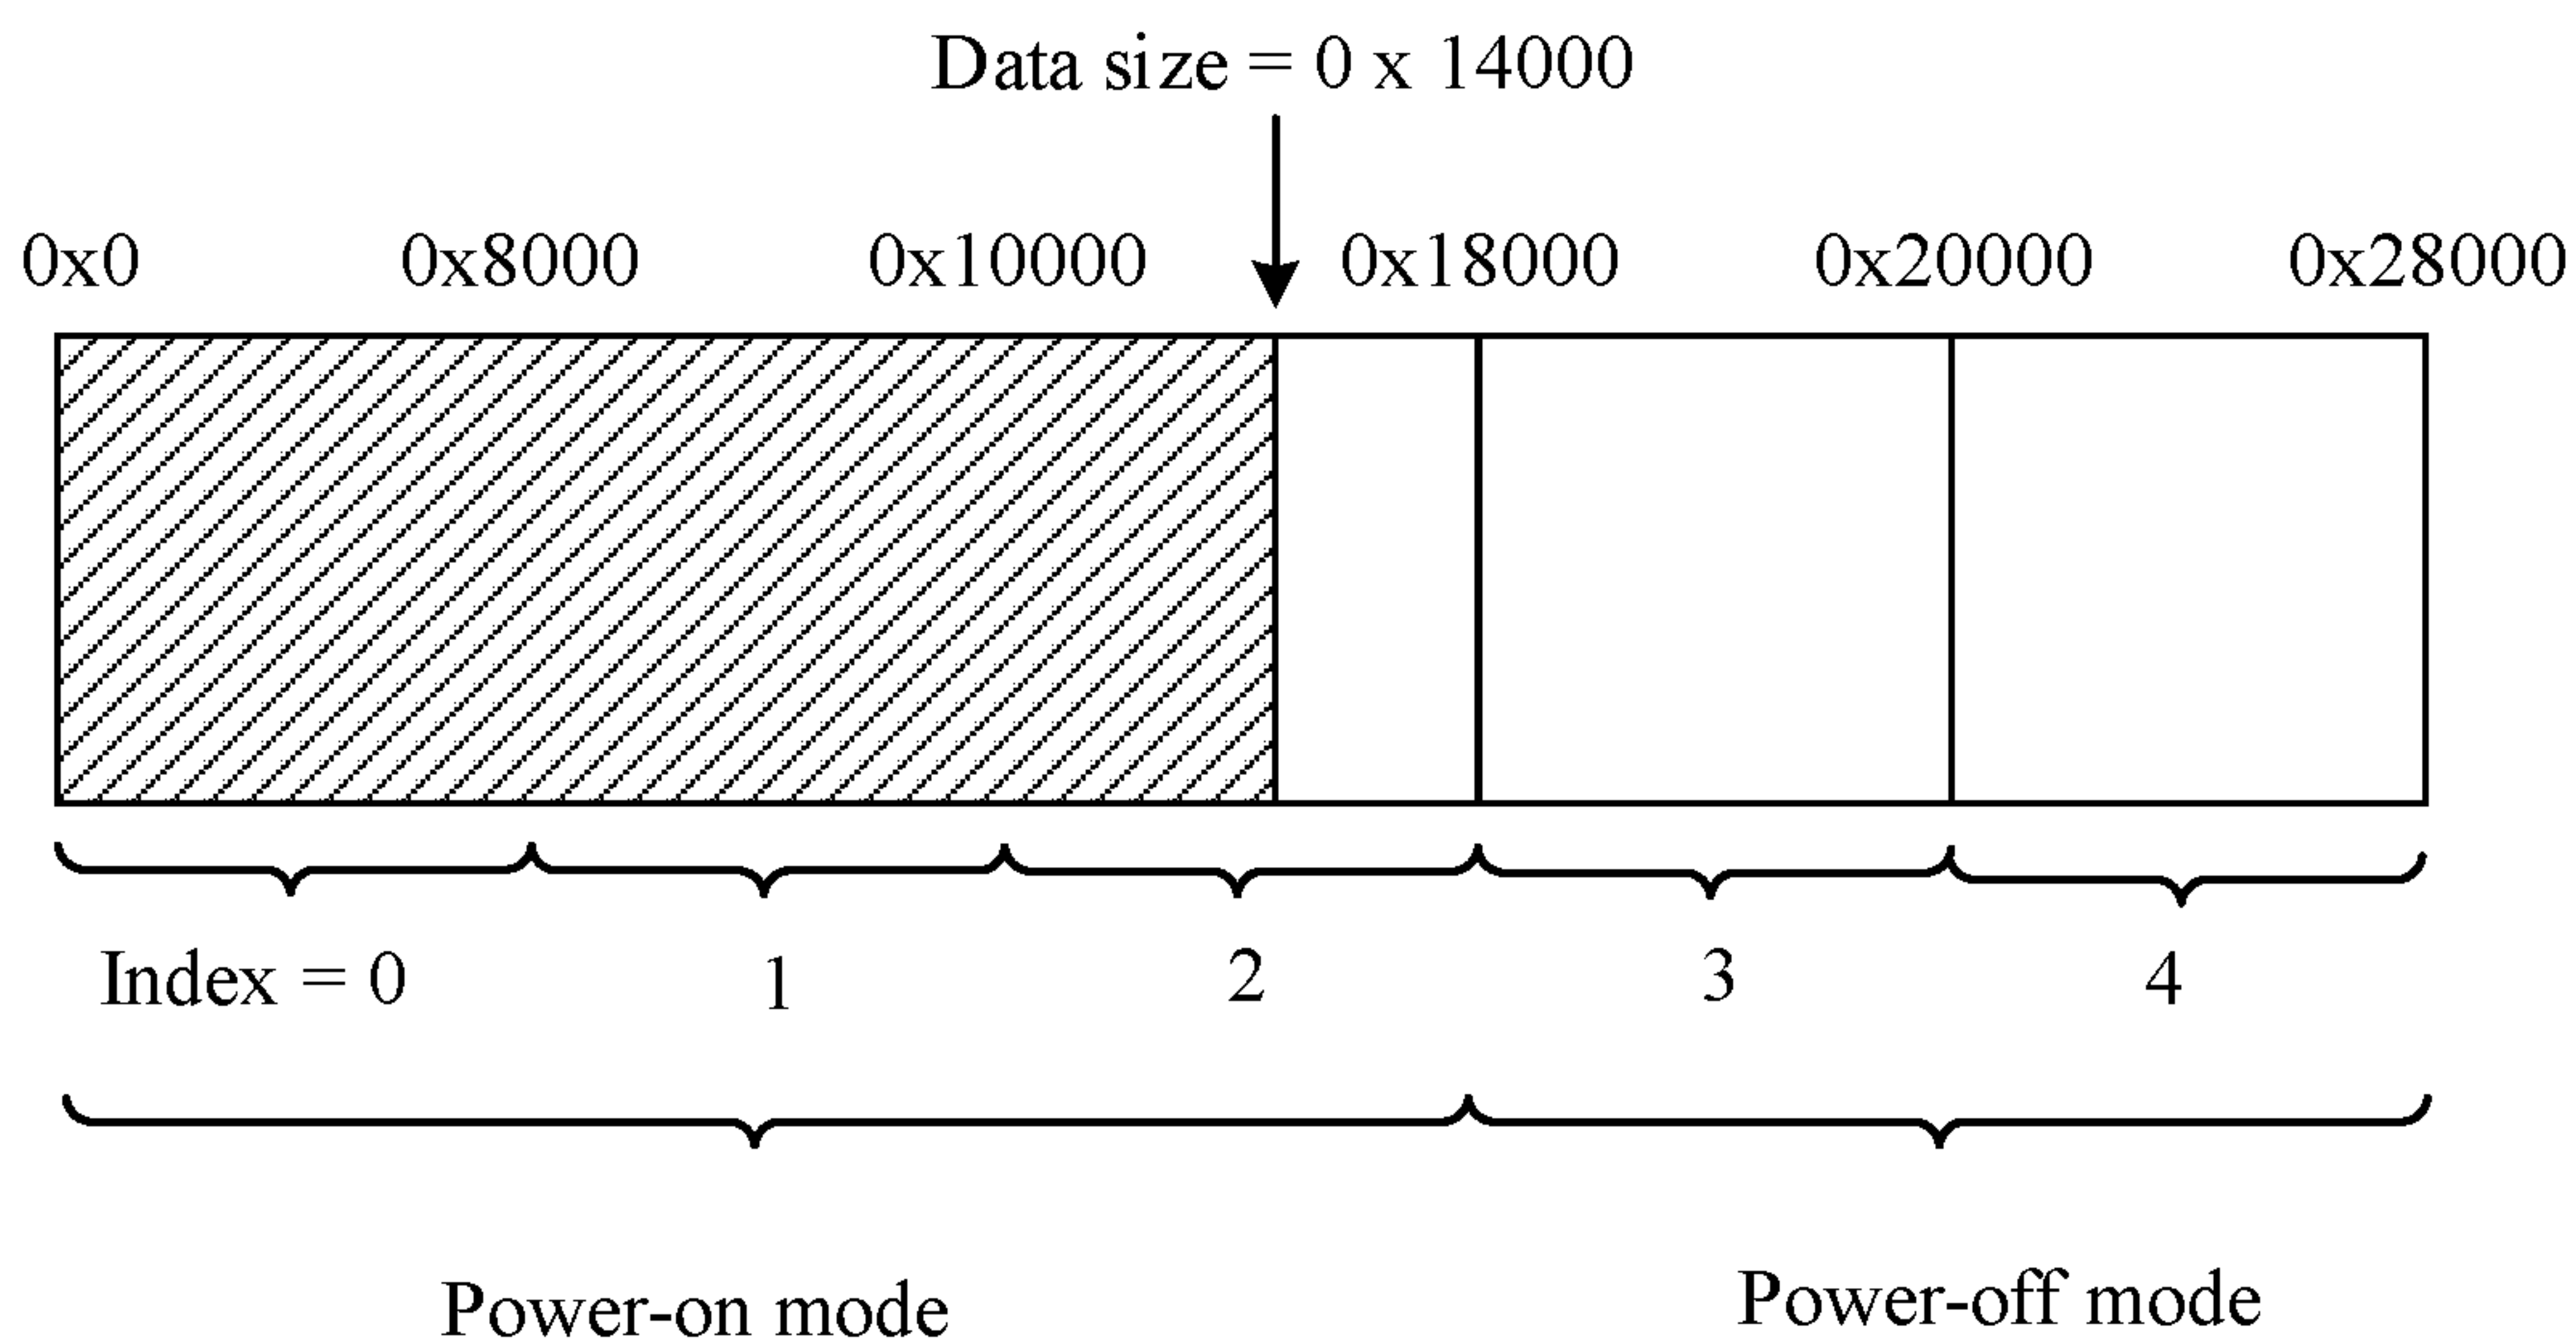 Data size = 0 x 14000
0x0 0x8000 0x10000 0x18000 0x20000 0x28000
Index = 0 1 2 3 4
Power-on mode Power-off mode